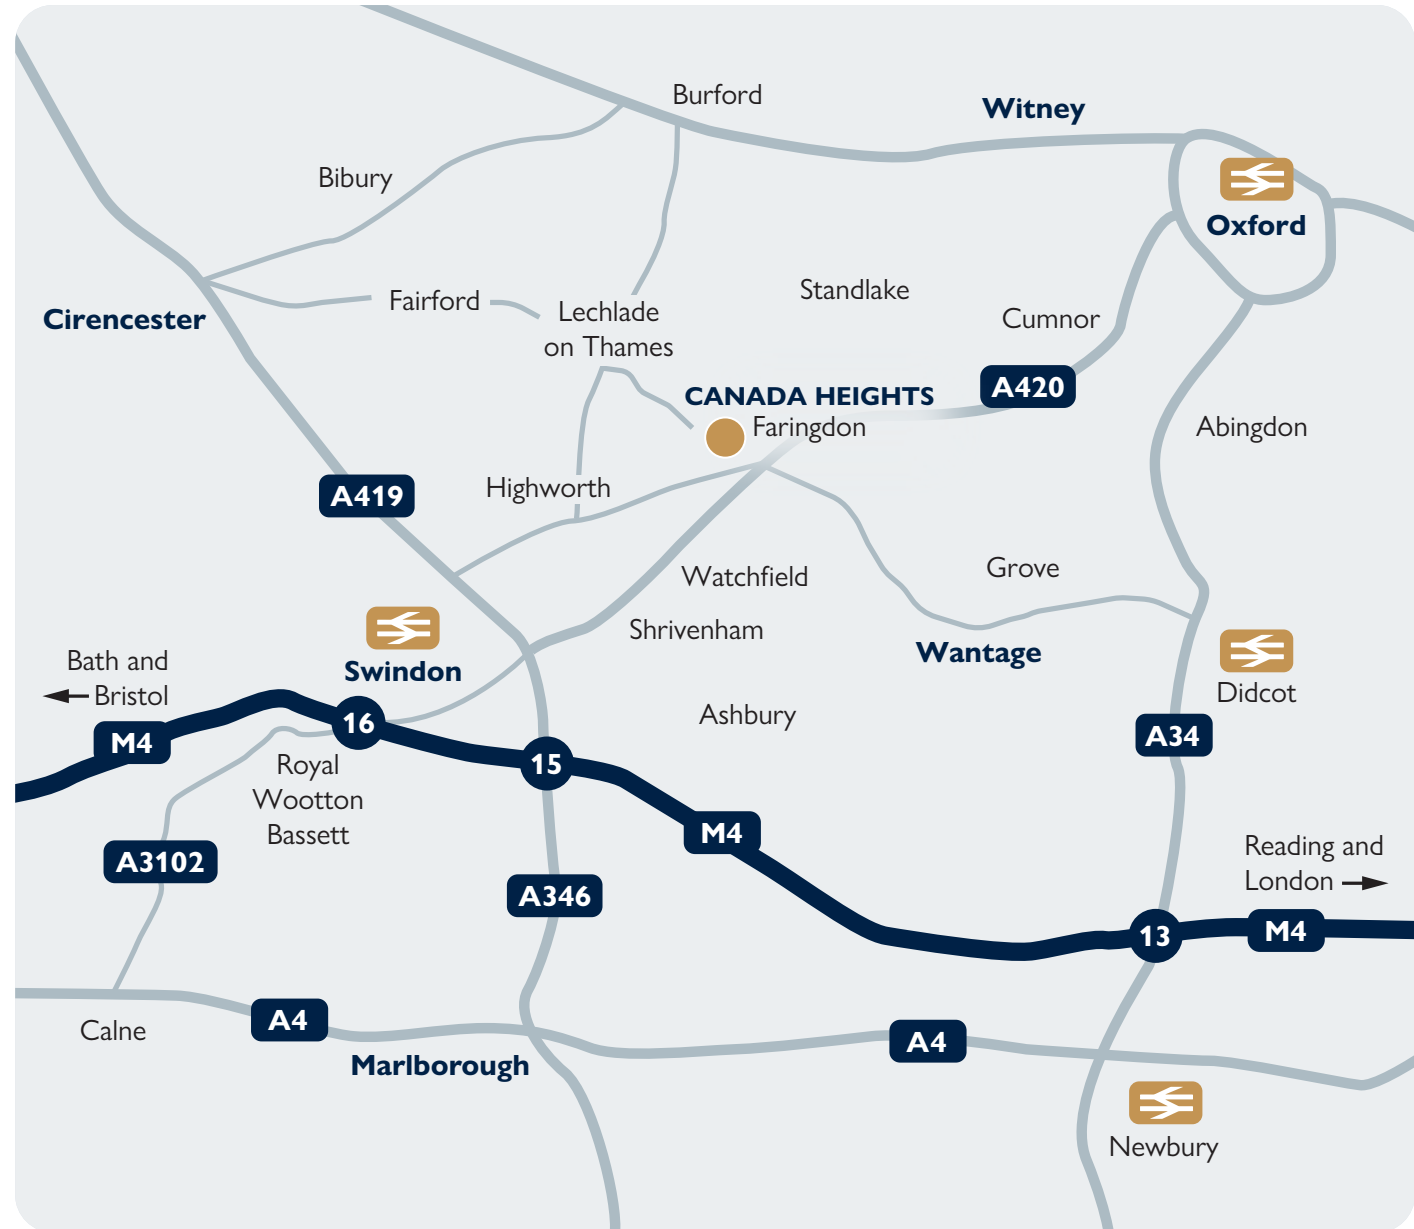 Burford
Witney
Bibury
Oxford
Standlake
Fairford
Lechlade
on Thames
Cirencester
Cumnor
A420
CANADA HEIGHTS
Faringdon
Abingdon
Highworth
A419
Watchfield
Grove
Shrivenham
Wantage
Bath and
Bristol
Swindon
Didcot
Ashbury
16
M4
A34
15
Royal
Wootton
Bassett
M4
A3102
Reading and
London
A346
13
M4
A4
Calne
A4
Marlborough
Newbury